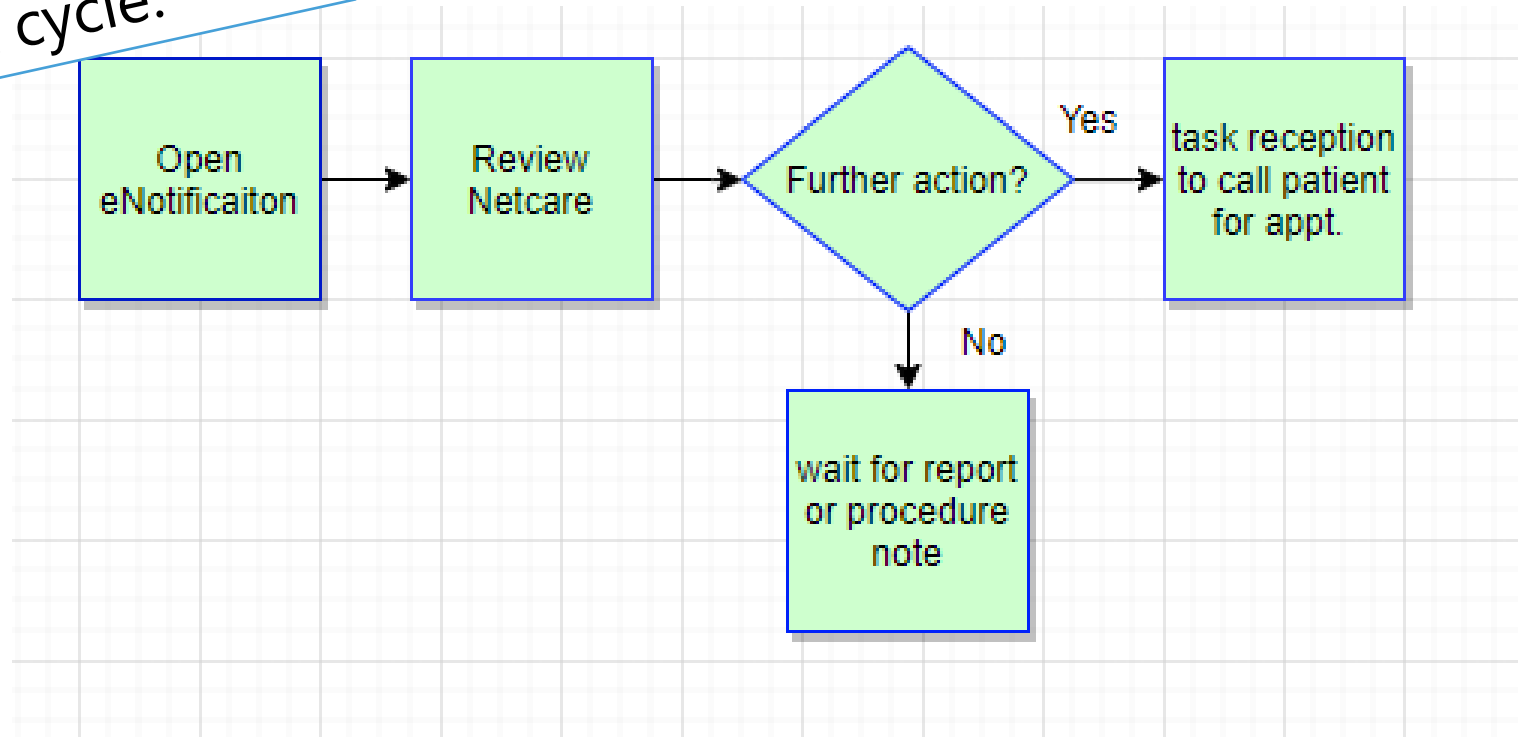 cycle.
Open
eNotificaiton
Review
Netcare
Further action?
Yes
task reception
to call patient
for appt.
No
wait for report
or procedure
note